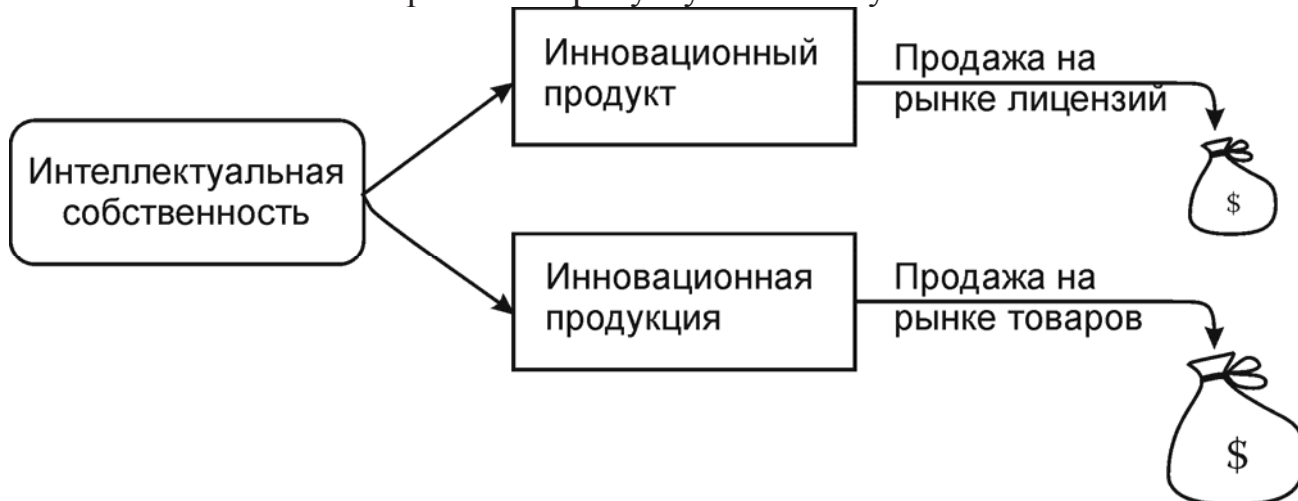 Инновационный
продукт
Продажа на
рынке лицензий
Интеллектуальная
собственность
$
Инновационная
продукция
Продажа на
рынке товаров
$